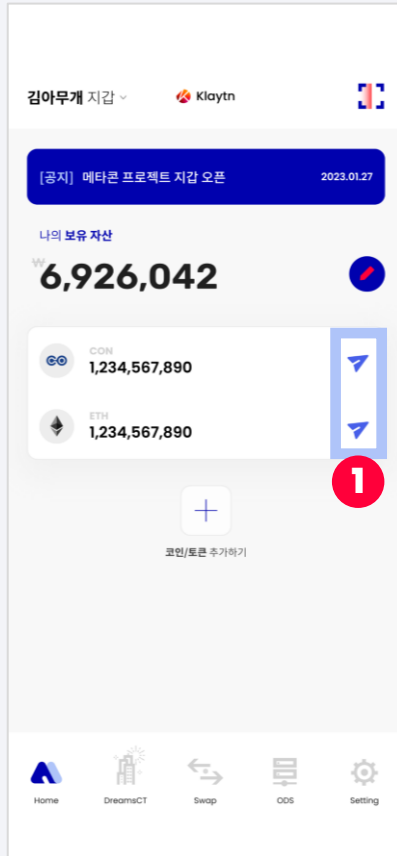 김아무개 지갑
Klaytn
[공지] 메타콘 프로젝트 지갑 오픈 2023.01.27
나의 보유 자산
₩6,926,042
CON
1,234,567,890
ETH
1,234,567,890
1
코인/토큰 추가하기
Home DreamsCT Swap ODS Setting